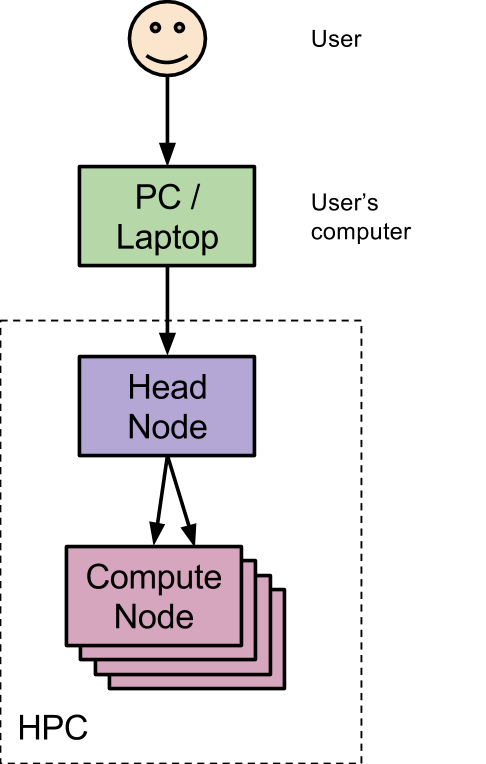 User
PC /
Laptop
User’s
computer
Head
Node
Compute
Node
HPC